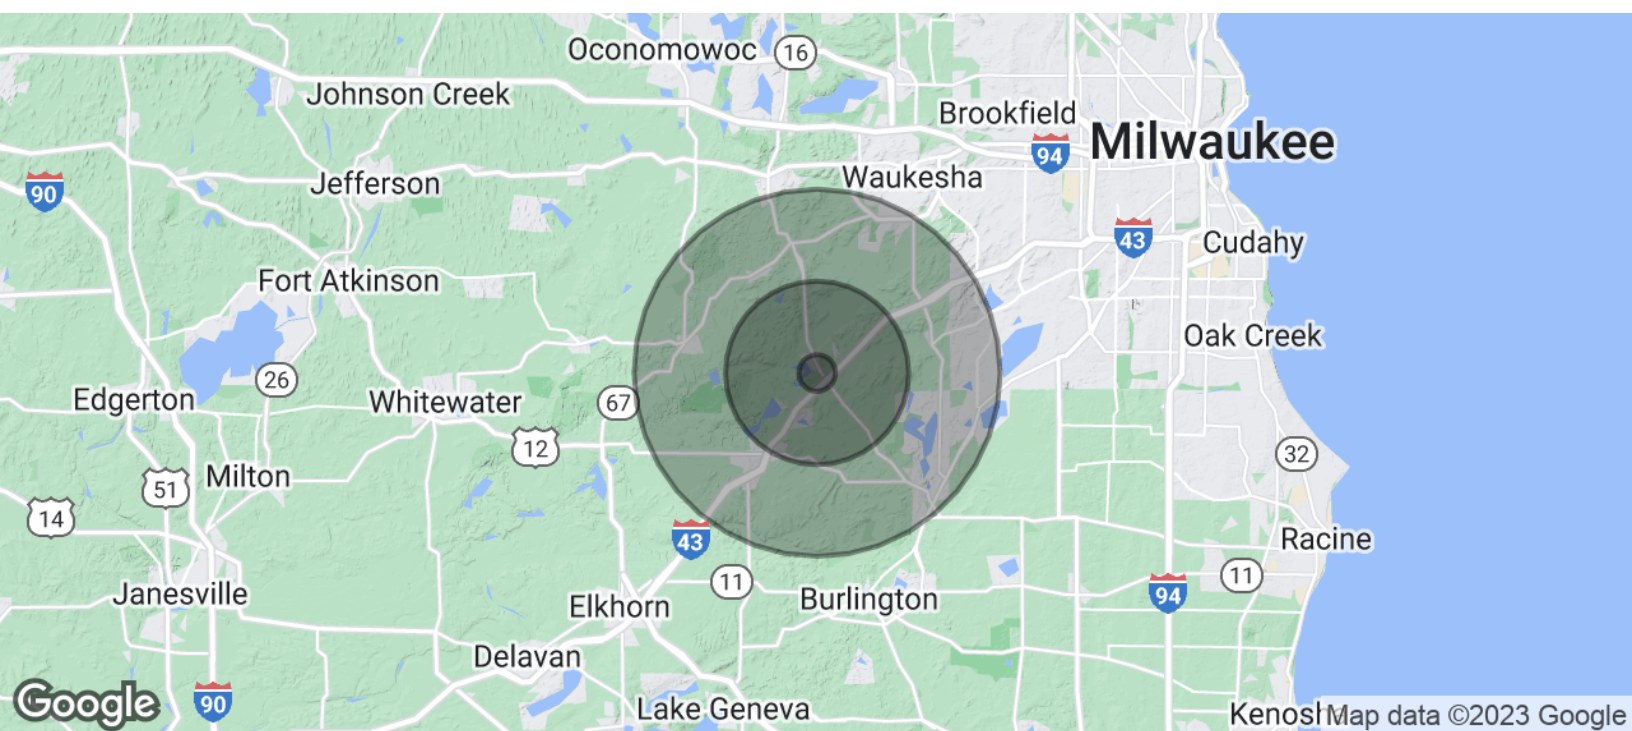 Oconomowoc
16
Johnson Creek
Brookfield
Milwaukee
94
Waukesha
Jefferson
90
43
Cudahy
Fort Atkinson
Oak Creek
26
Edgerton
Whitewater
67
12
32
Milton
51
14
43
Racine
11
11
Janesville
94
Elkhorn
Burlington
Delavan
90
Google
Lake Geneva
Kenosha
Map data ©2023 Google